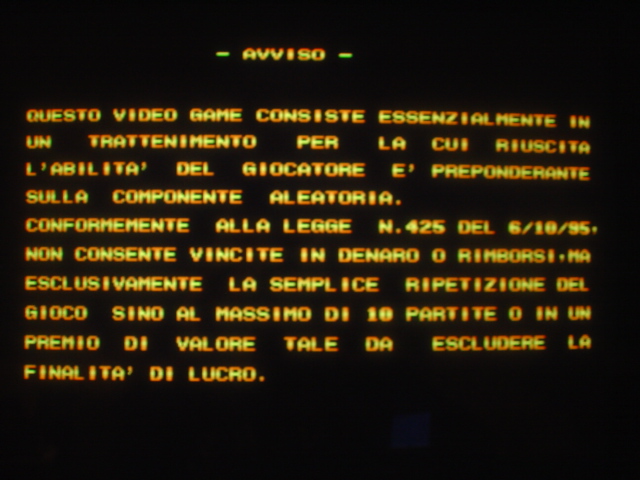 - AVVISO -
QUESTO VIDEO GAME CONSISTE ESSENZIALMENTE IN
UN TRATTENIMENTO PER LA CUI RIUSCITA
L'ABILITA' DEL GIOCATORE E' PREPONDERANTE
SULLA COMPONENTE ALEATORIA.
CONFORMEMENTE ALLA LEGGE N.425 DEL 6/10/95,
NON CONSENTE VINCITE IN DENARO O RIMBORSI,MA
ESCLUSIVAMENTE LA SEMPLICE RIPETIZIONE DEL
GIOCO SINO AL MASSIMO DI 10 PARTITE O IN UN
PREMIO DI VALORE TALE DA ESCLUDERE LA
FINALITA' DI LUCRO.